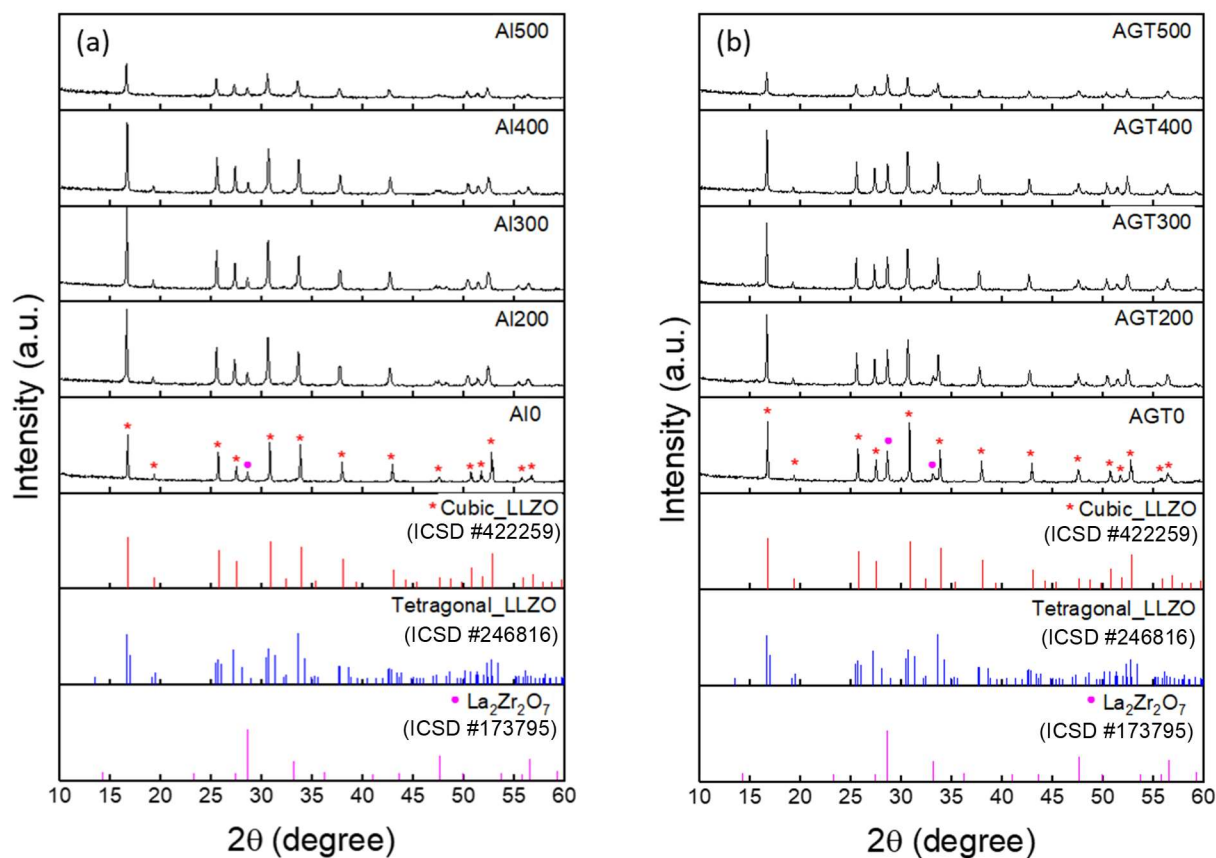 (a)
Al500
Al400
Al300
Al200
Al0
* Cubic_LLZO
(ICSD #422259)
Tetragonal_LLZO
(ICSD #246816)
• La₂Zr₂O₇
(ICSD #173795)
Intensity (a.u.)
10 15 20 25 30 35 40 45 50 55 60
2θ (degree)
(b)
AGT500
AGT400
AGT300
AGT200
AGT0
* Cubic_LLZO
(ICSD #422259)
Tetragonal_LLZO
(ICSD #246816)
• La₂Zr₂O₇
(ICSD #173795)
Intensity (a.u.)
10 15 20 25 30 35 40 45 50 55 60
2θ (degree)